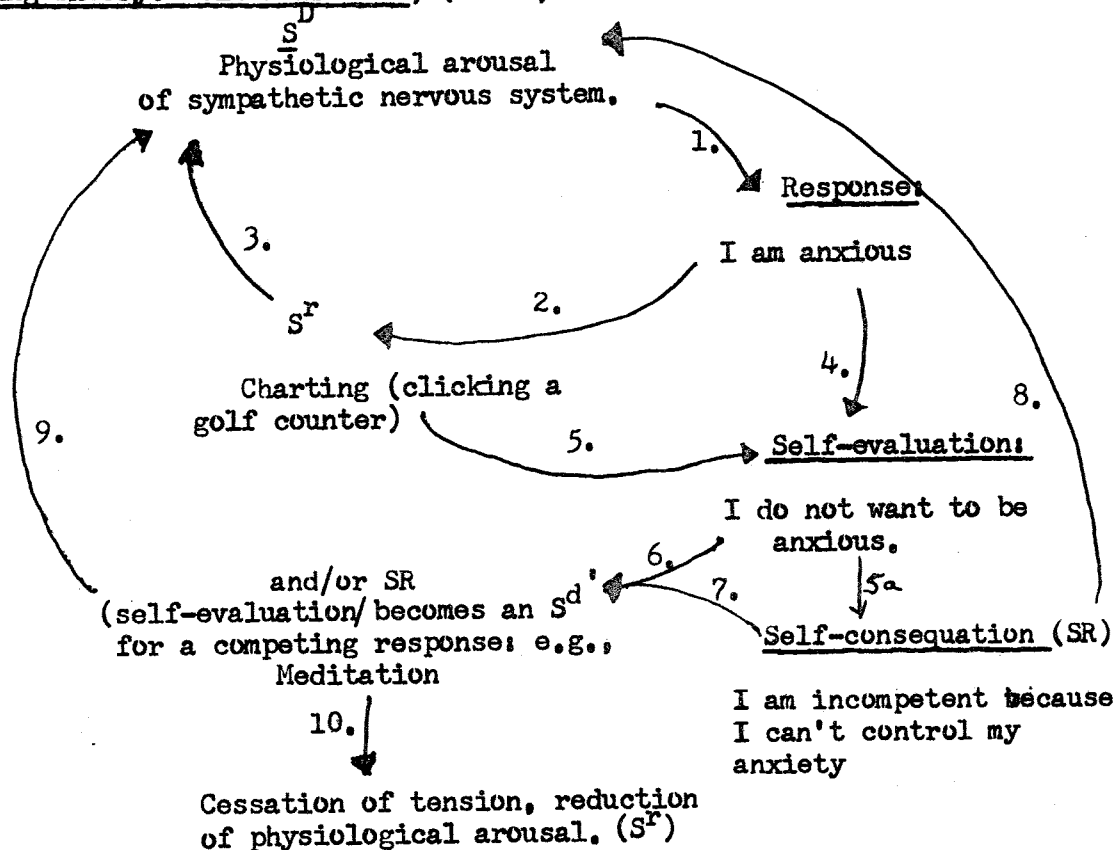 S^D
Physiological arousal
of sympathetic nervous system.
1.
Response:
I am anxious
3.
2.
S^r
4.
Charting (clicking a
golf counter)
8.
9.
5.
Self-evaluation:
I do not want to be
anxious.
6.
5a
and/or SR
(self-evaluation/ becomes an S^d'
7.
for a competing response: e.g.,
Meditation
Self-consequation (SR)
I am incompetent because
I can't control my
anxiety
10.
Cessation of tension, reduction
of physiological arousal. (S^r)